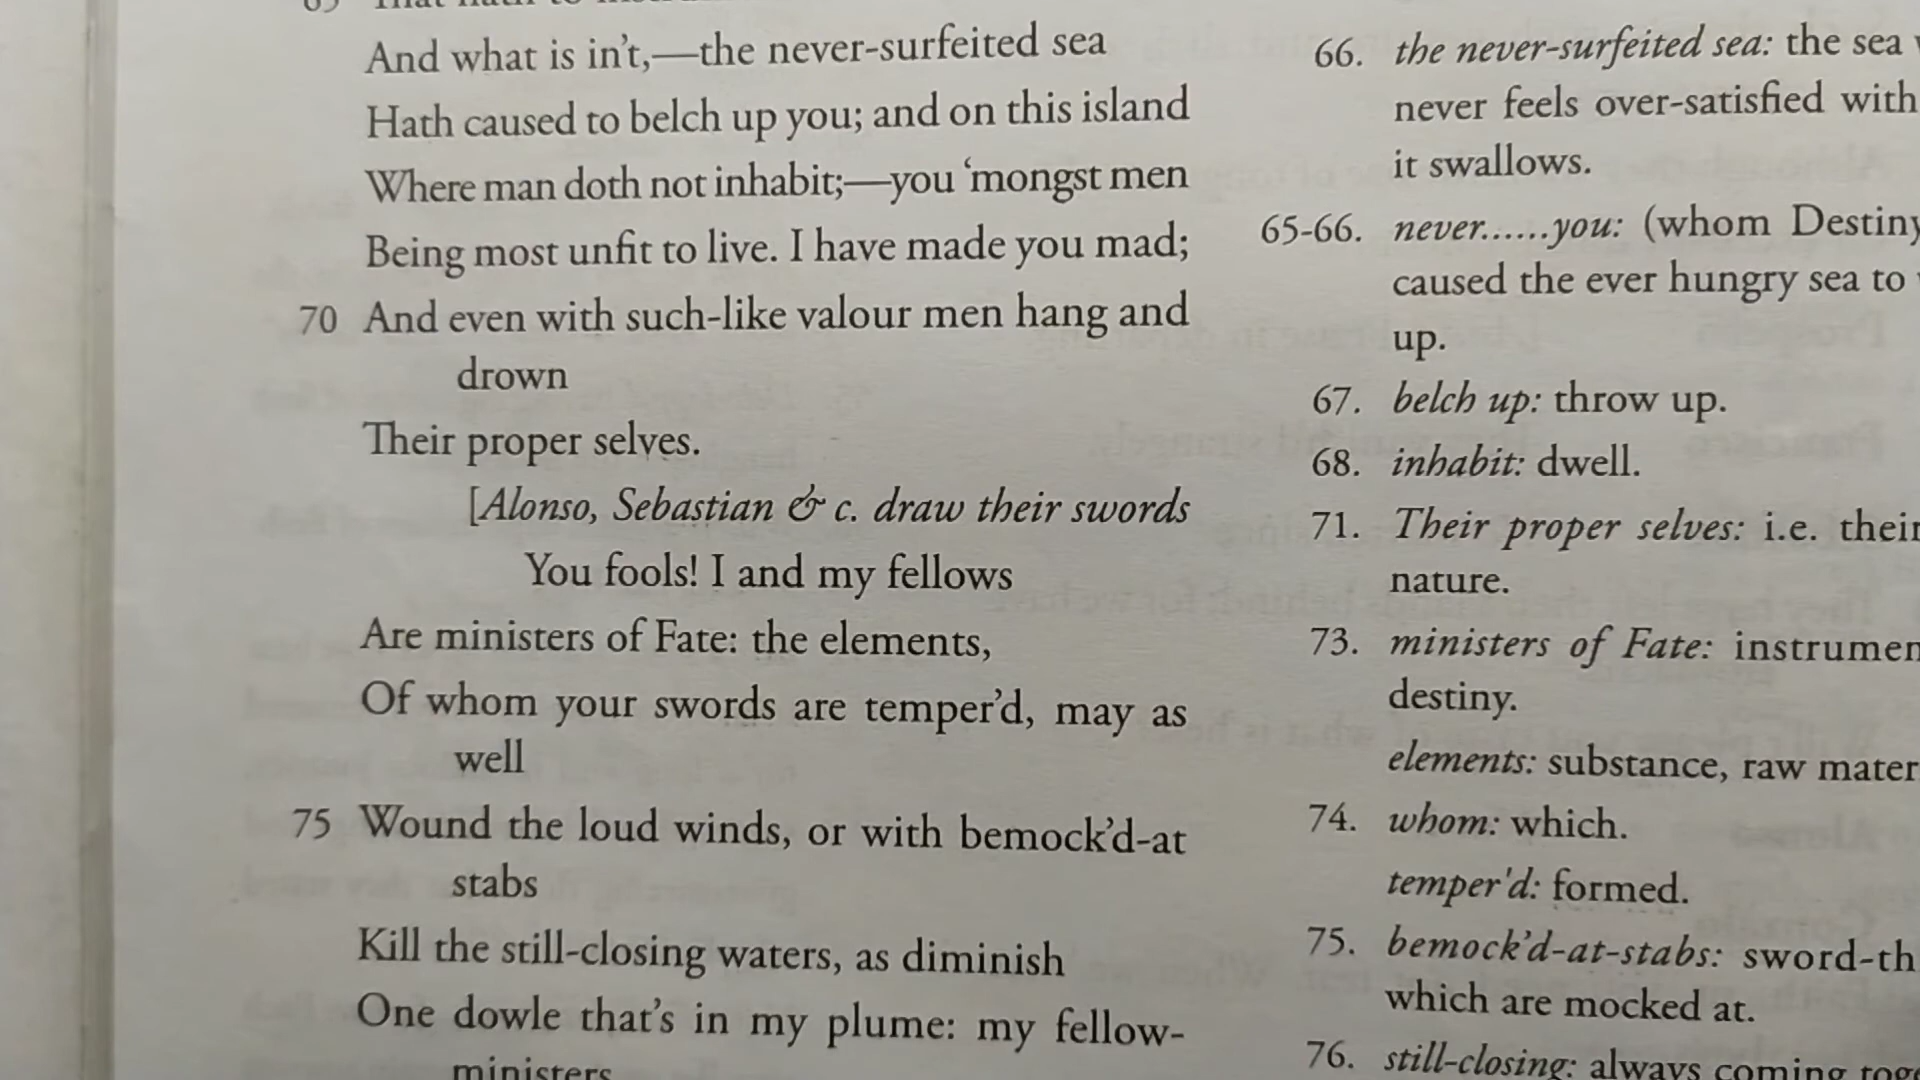 And what is in't,—the never-surfeited sea
Hath caused to belch up you; and on this island
Where man doth not inhabit;—you ‘mongst men
Being most unfit to live. I have made you mad;
70 And even with such-like valour men hang and
drown
Their proper selves.
[Alonso, Sebastian & c. draw their swords
You fools! I and my fellows
Are ministers of Fate: the elements,
Of whom your swords are temper'd, may as
well
75 Wound the loud winds, or with bemock'd-at
stabs
Kill the still-closing waters, as diminish
One dowle that's in my plume: my fellow-
ministers
66. the never-surfeited sea: the sea
never feels over-satisfied with
it swallows.
65-66. never......you: (whom Destiny
caused the ever hungry sea to
up.
67. belch up: throw up.
68. inhabit: dwell.
71. Their proper selves: i.e. their
nature.
73. ministers of Fate: instrumen
destiny.
elements: substance, raw mater
74. whom: which.
temper'd: formed.
75. bemock'd-at-stabs: sword-th
which are mocked at.
76. still-closing: always coming toge